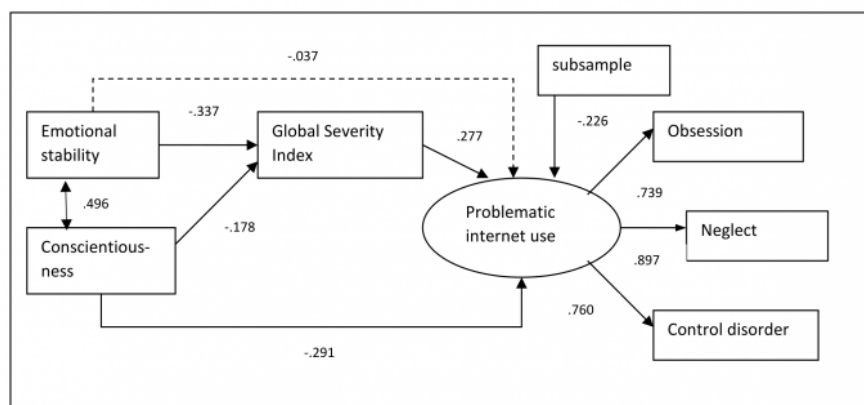 -.037
subsample
-.337
Emotional
stability
Global Severity
Index
.277
-.226
Obsession
.496
-.178
Problematic
internet use
.739
Neglect
Conscientious-
ness
.897
.760
Control disorder
-.291